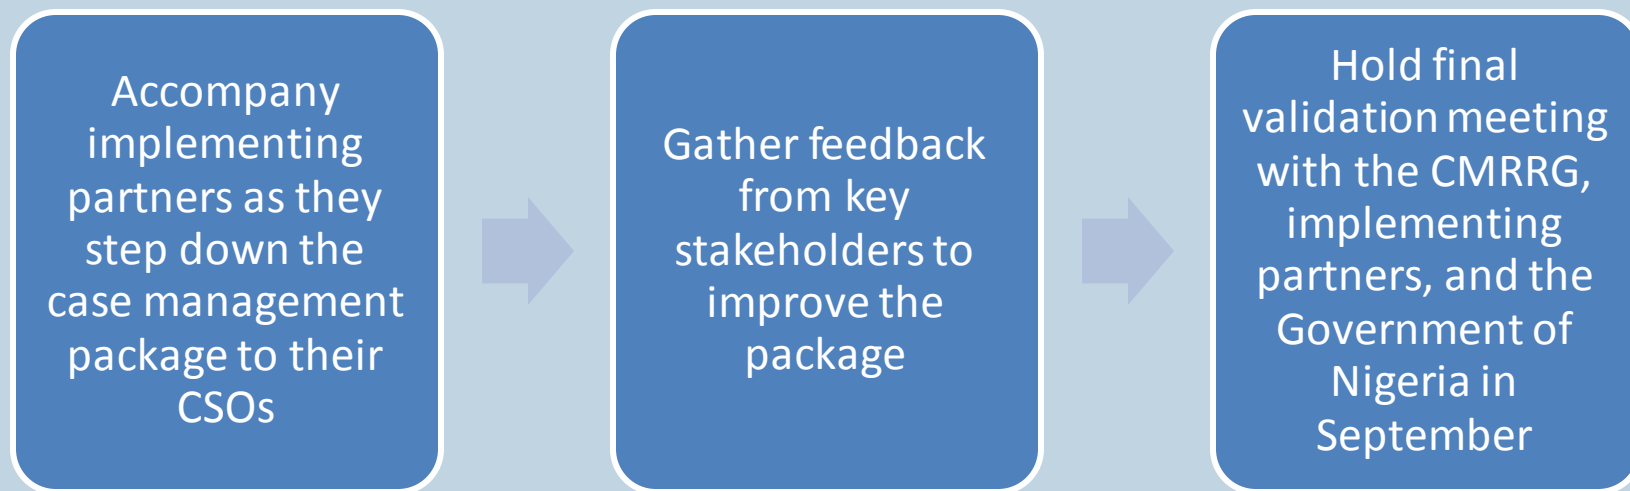 Accompany
implementing
partners as they
step down the
case management
package to their
CSOs
Gather feedback
from key
stakeholders to
improve the
package
Hold final
validation meeting
with the CMRRG,
implementing
partners, and the
Government of
Nigeria in
September